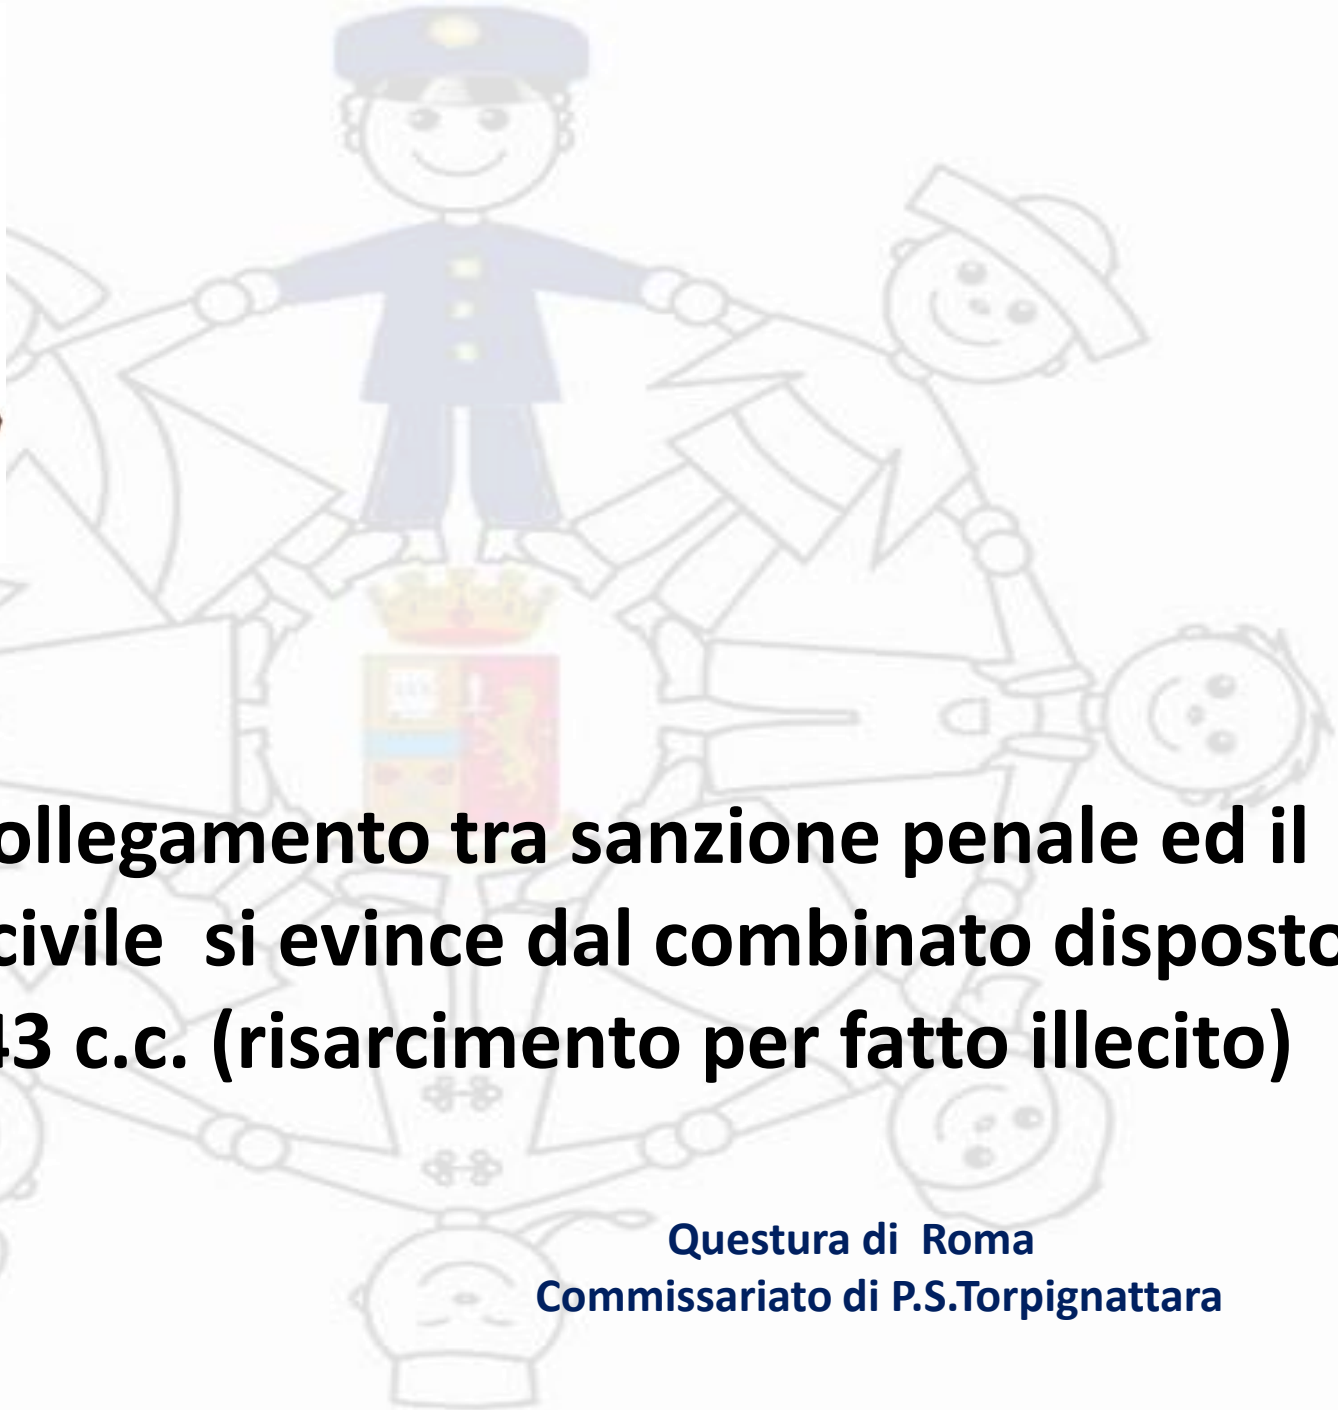 ollegamento tra sanzione penale ed il
civile si evince dal combinato disposto
43 c.c. (risarcimento per fatto illecito)
Questura di Roma
Commissariato di P.S.Torpignattara